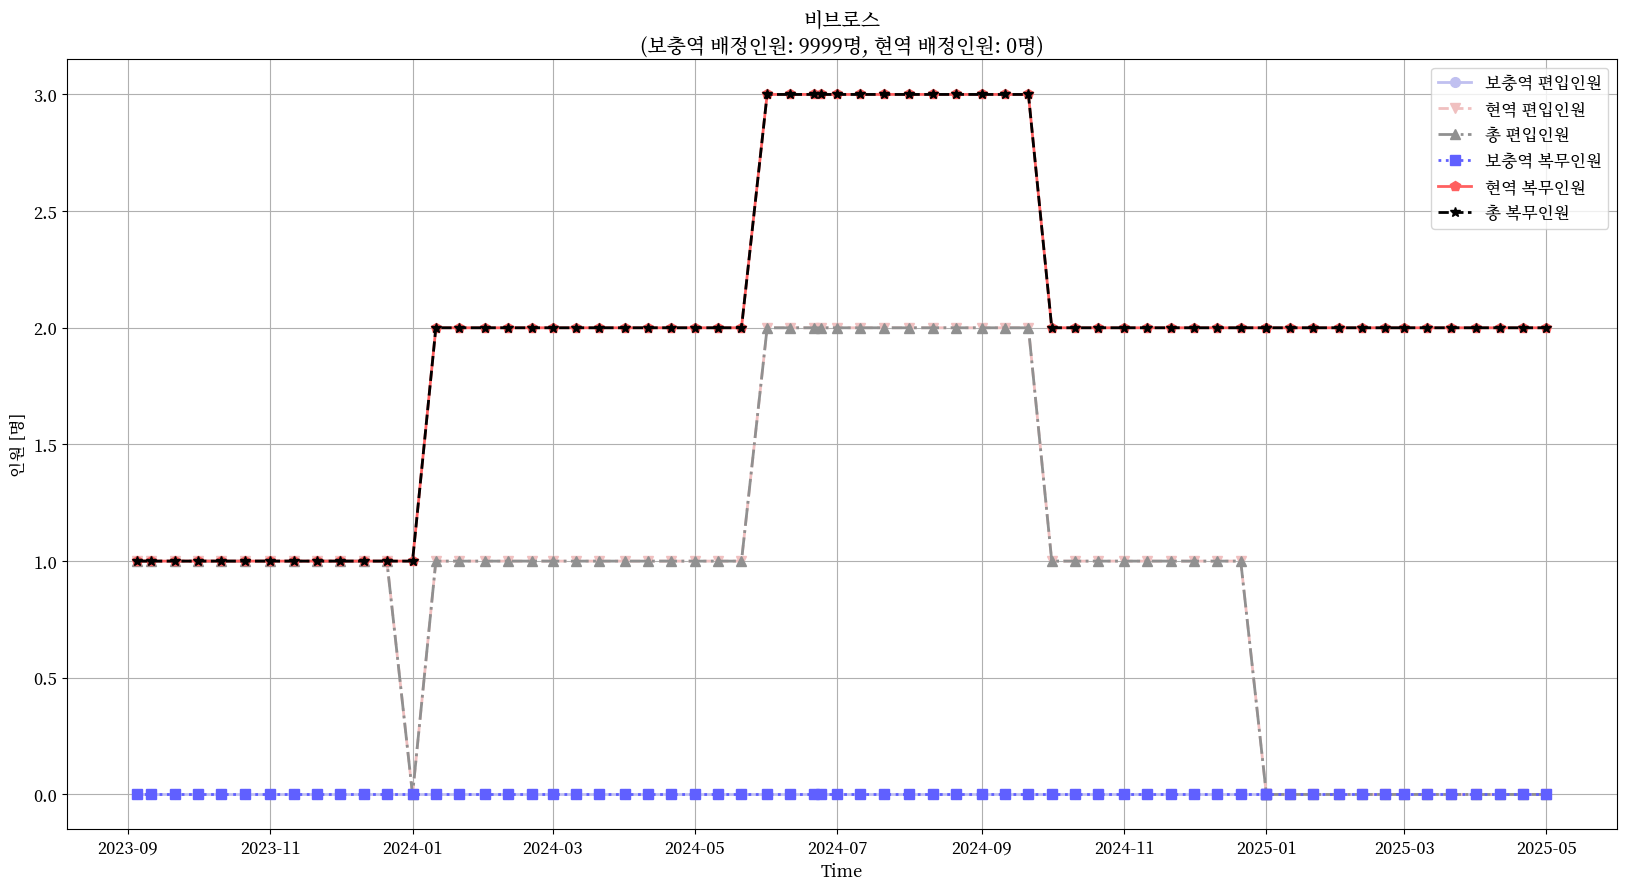 비브로스
(보충역 배정인원: 9999명, 현역 배정인원: 0명)
보충역 편입인원
현역 편입인원
총 편입인원
보충역 복무인원
현역 복무인원
총 복무인원
3.0
2.5
2.0
1.5
1.0
0.5
0.0
인원 [명]
2023-09 2023-11 2024-01 2024-03 2024-05 2024-07 2024-09 2024-11 2025-01 2025-03 2025-05
Time